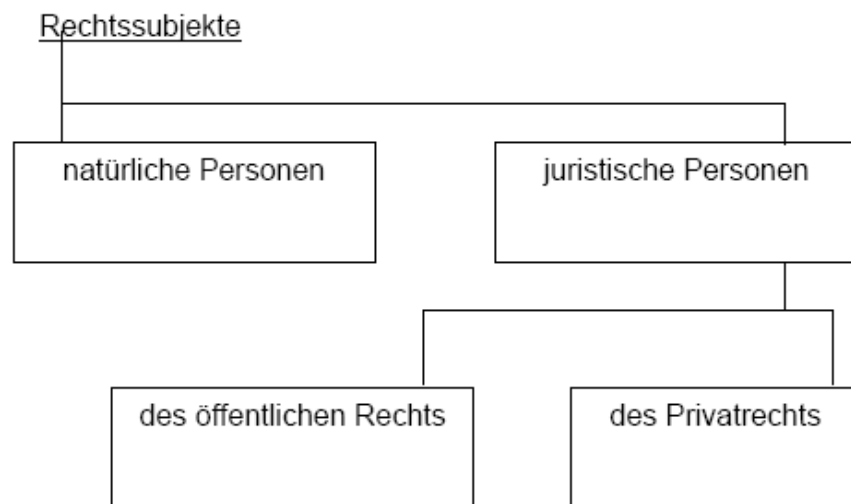 Rechtssubjekte
natürliche Personen
juristische Personen
des öffentlichen Rechts
des Privatrechts